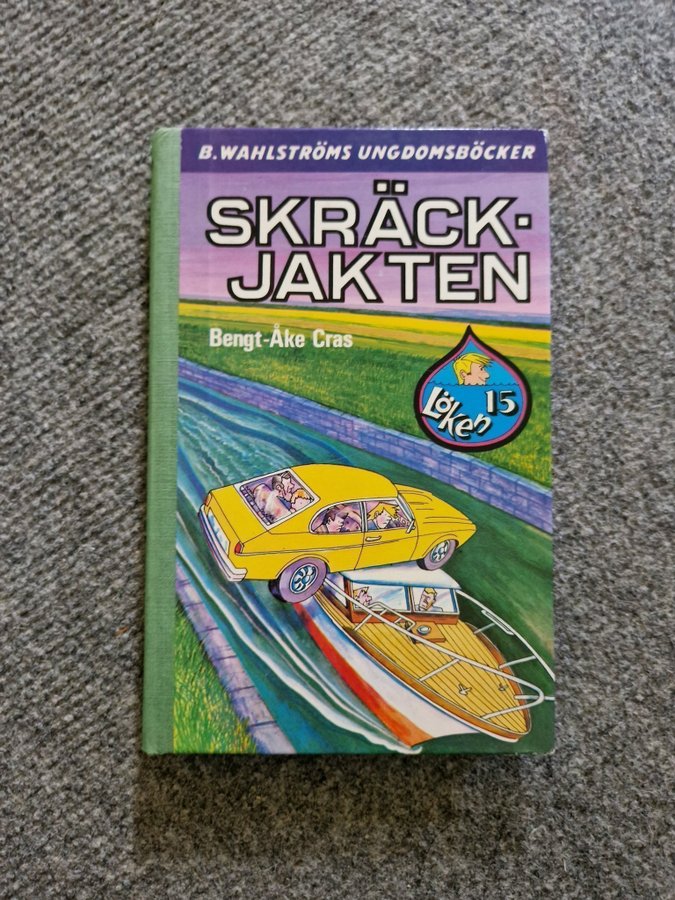 B. WAHLSTRÖMS UNGDOMSBÖCKER
SKRÄCK-
JAKTEN
Bengt-Åke Cras
15
Löken